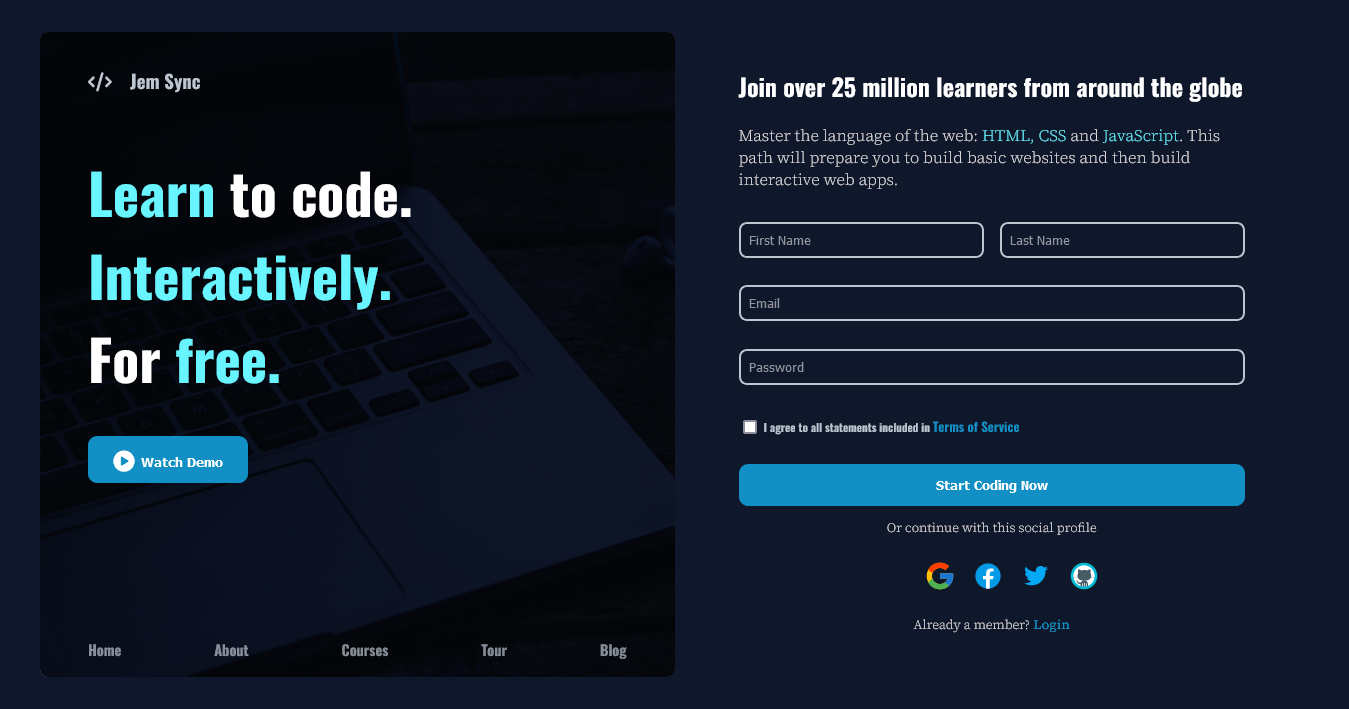 </> Jem Sync
Learn to code.
Interactively.
For free.
Watch Demo
Home About Courses Tour Blog
Join over 25 million learners from around the globe
Master the language of the web: HTML, CSS and JavaScript. This
path will prepare you to build basic websites and then build
interactive web apps.
First Name Last Name
Email
Password
I agree to all statements included in Terms of Service
Start Coding Now
Or continue with this social profile
Already a member? Login